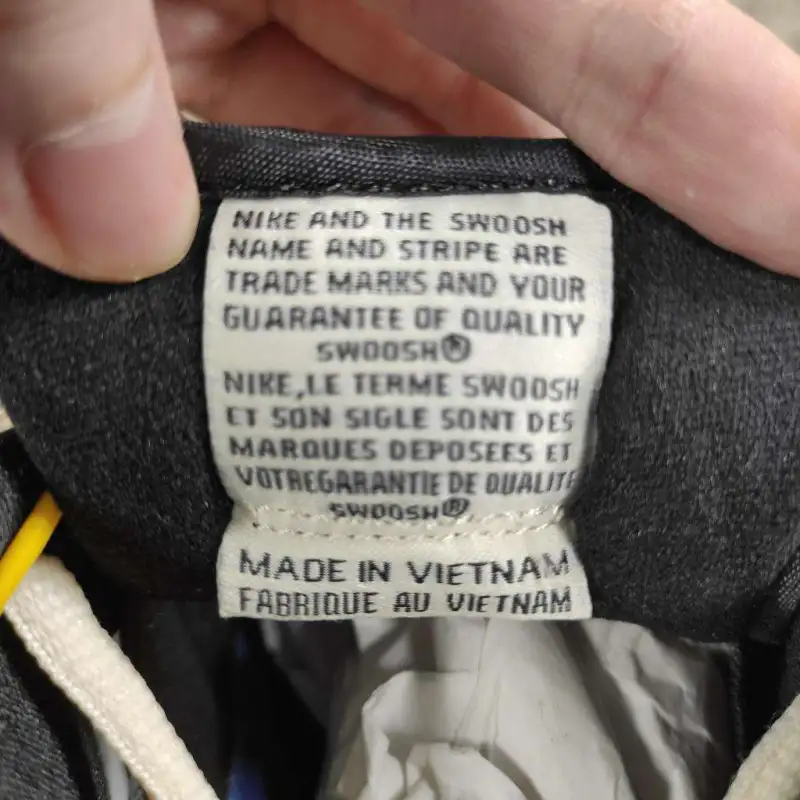 NIKE AND THE SWOOSH
NAME AND STRIPE ARE
TRADE MARKS AND YOUR
GUARANTEE OF QUALITY
SWOOSH®
NIKE,LE TERME SWOOSH
ET SON SIGLE SONT DES
MARQUES DEPOSEES ET
VOTREGARANTIE DE QUALITE
SWOOSH®
MADE IN VIETNAM
FABRIQUE AU VIETNAM